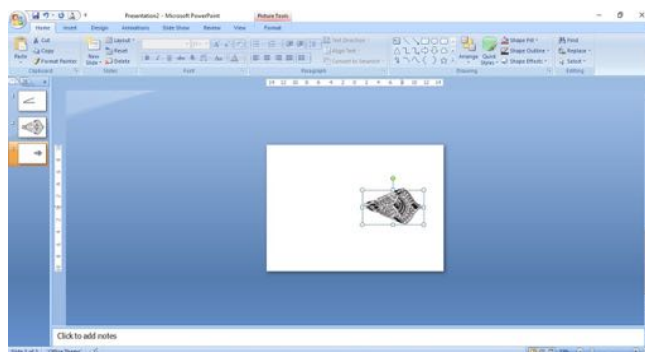 Presentation2 - Microsoft PowerPoint
Picture Tools
Home Insert Design Animations Slide Show Review View Format
Cut
Copy
Format Painter
Paste
Clipboard
New Slide
Layout
Reset
Delete
Slides
Font
Text Direction
Align Text
Convert to SmartArt
Paragraph
Arrange
Quick Styles
Shape Fill
Shape Outline
Shape Effects
Drawing
Find
Replace
Select
Editing
Click to add notes
"Office Theme"